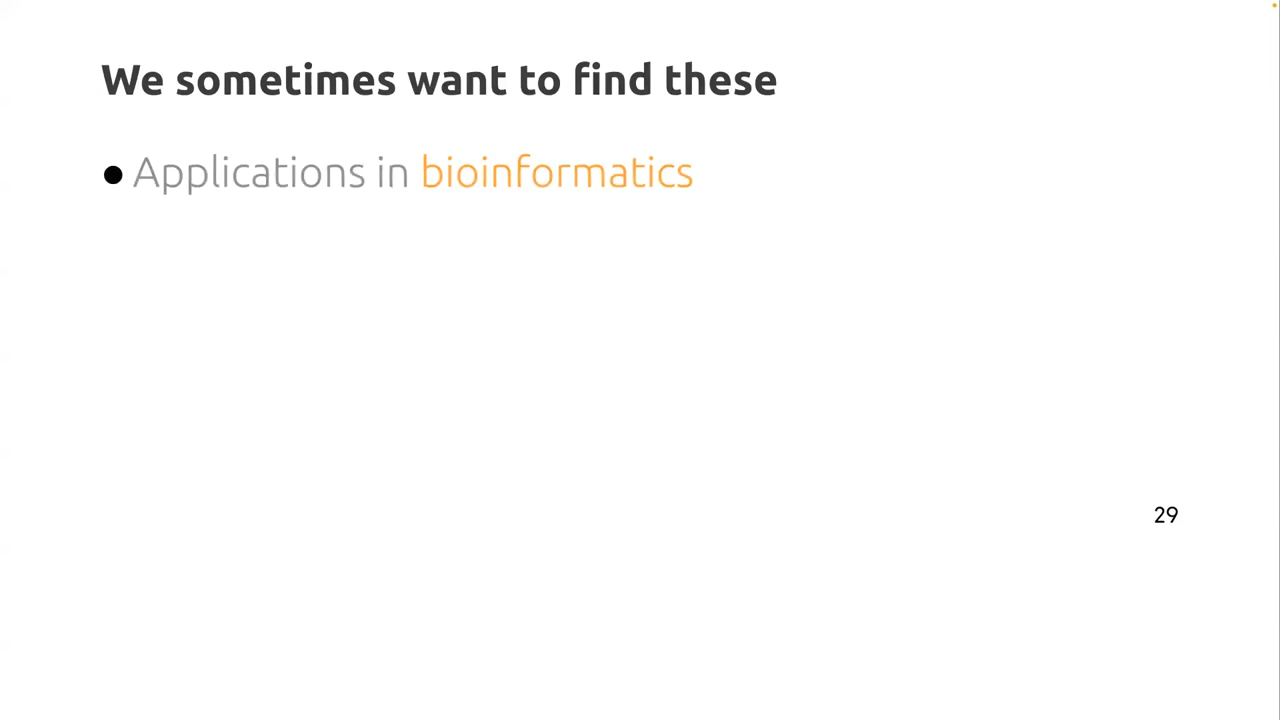 We sometimes want to find these
● Applications in bioinformatics
29